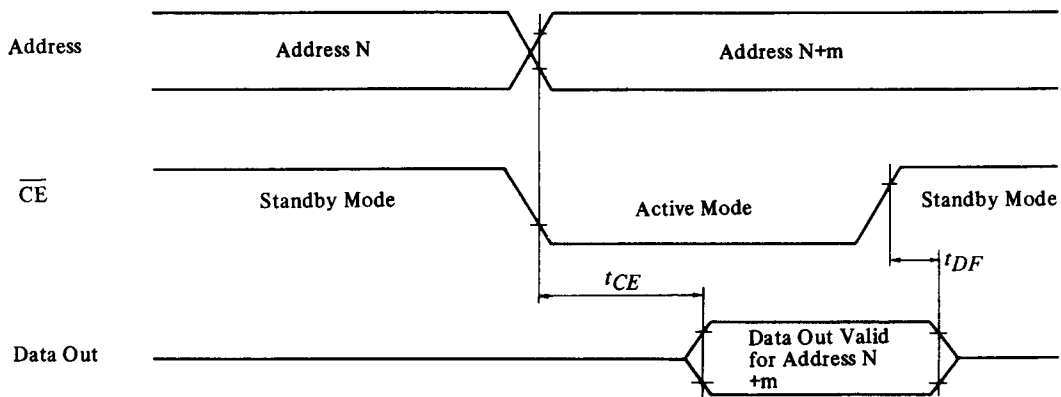 Address
Address N
Address N+m
CE
Standby Mode
Active Mode
Standby Mode
tCE
tDF
Data Out
Data Out Valid
for Address N
+m